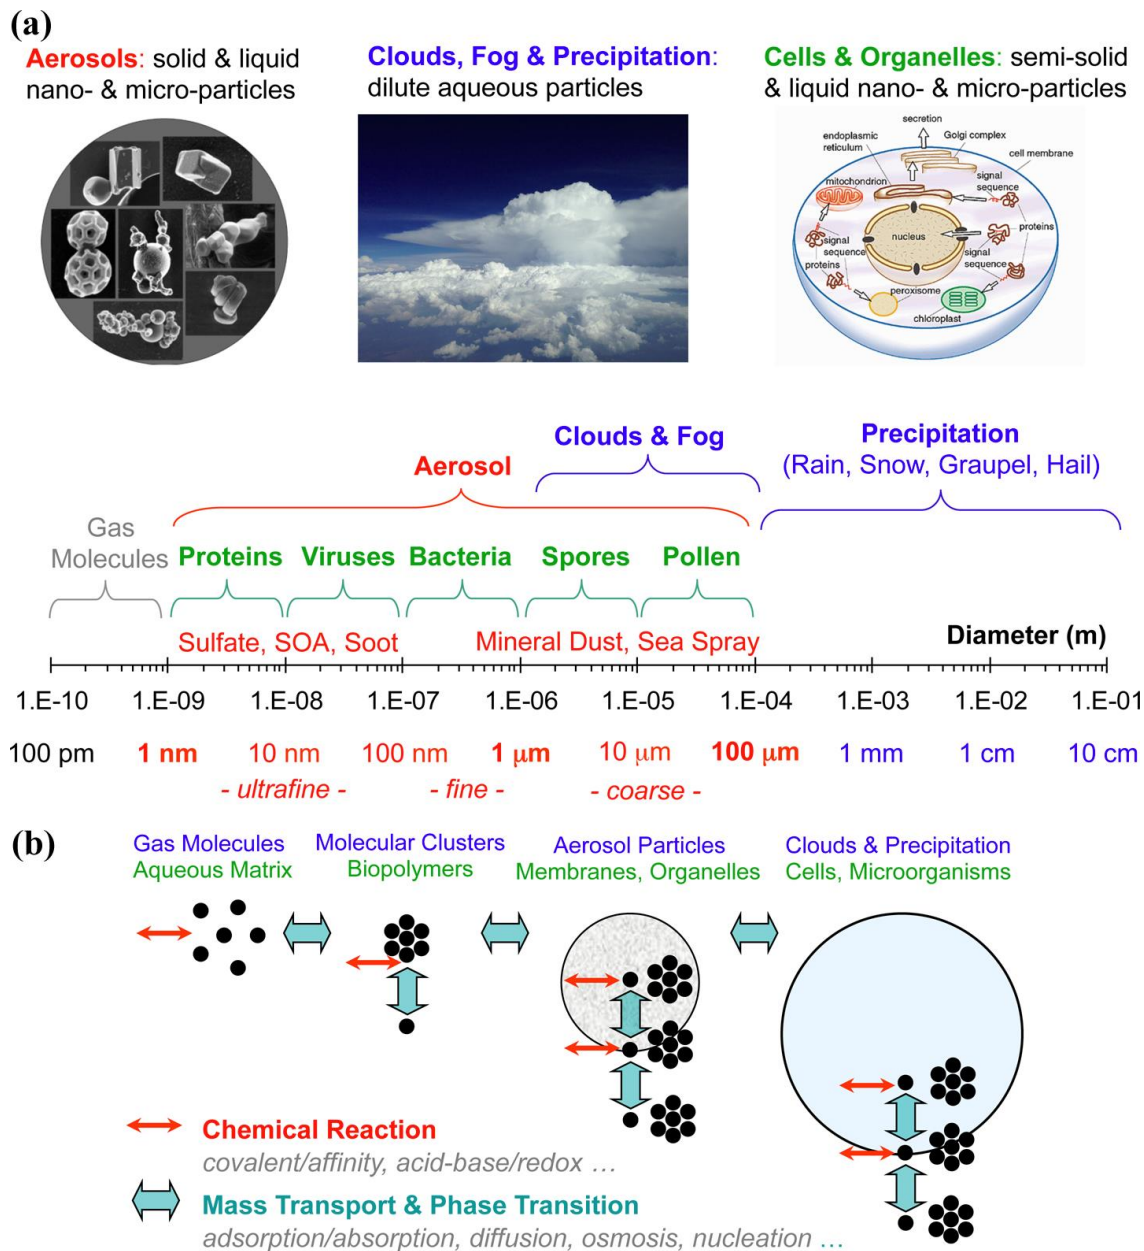 (a)
Aerosols: solid & liquid
nano- & micro-particles
Clouds, Fog & Precipitation:
dilute aqueous particles
Cells & Organelles: semi-solid
& liquid nano- & micro-particles
secretion
endoplasmic
reticulum
Golgi complex
cell membrane
mitochondrion
signal
sequence
nucleus
proteins
signal
sequence
signal
sequence
proteins
peroxisome
chloroplast
Clouds & Fog
Precipitation
(Rain, Snow, Graupel, Hail)
Aerosol
Gas
Molecules
Proteins
Viruses
Bacteria
Spores
Pollen
Sulfate, SOA, Soot
Mineral Dust, Sea Spray
Diameter (m)
1.E-10 1.E-09 1.E-08 1.E-07 1.E-06 1.E-05 1.E-04 1.E-03 1.E-02 1.E-01
100 pm 1 nm 10 nm 100 nm 1 μm 10 μm 100 μm 1 mm 1 cm 10 cm
- ultrafine - - fine - - coarse -
(b)
Gas Molecules
Aqueous Matrix
Molecular Clusters
Biopolymers
Aerosol Particles
Membranes, Organelles
Clouds & Precipitation
Cells, Microorganisms
Chemical Reaction
covalent/affinity, acid-base/redox ...
Mass Transport & Phase Transition
adsorption/absorption, diffusion, osmosis, nucleation ...